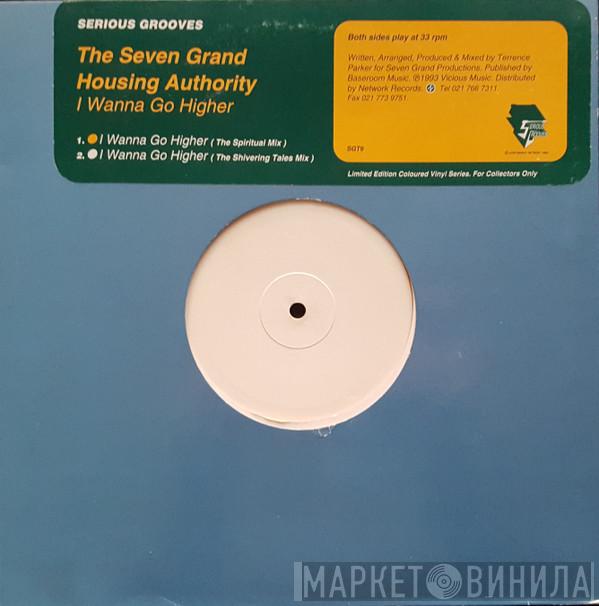 SERIOUS GROOVES
The Seven Grand
Housing Authority
I Wanna Go Higher
1. I Wanna Go Higher ( The Spiritual Mix )
2. I Wanna Go Higher ( The Shivering Tales Mix )
Both sides play at 33 rpm
Written, Arranged, Produced & Mixed by Terrence
Parker for Seven Grand Productions. Published by
Baseroom Music. ℗1993 Vicious Music. Distributed
by Network Records. Tel 021 766 7311.
Fax 021 773 9751.
SGT9
SERIOUS
GROOVES
Limited Edition Coloured Vinyl Series. For Collectors Only
МАРКЕТ ВИНИЛА